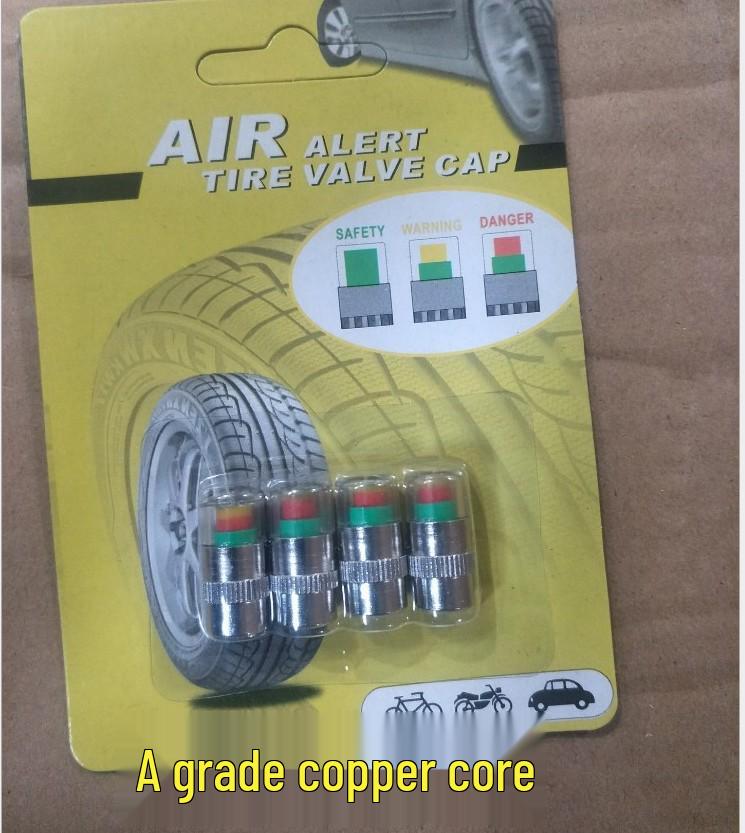 AIR ALERT
TIRE VALVE CAP
SAFETY WARNING DANGER
A grade copper core